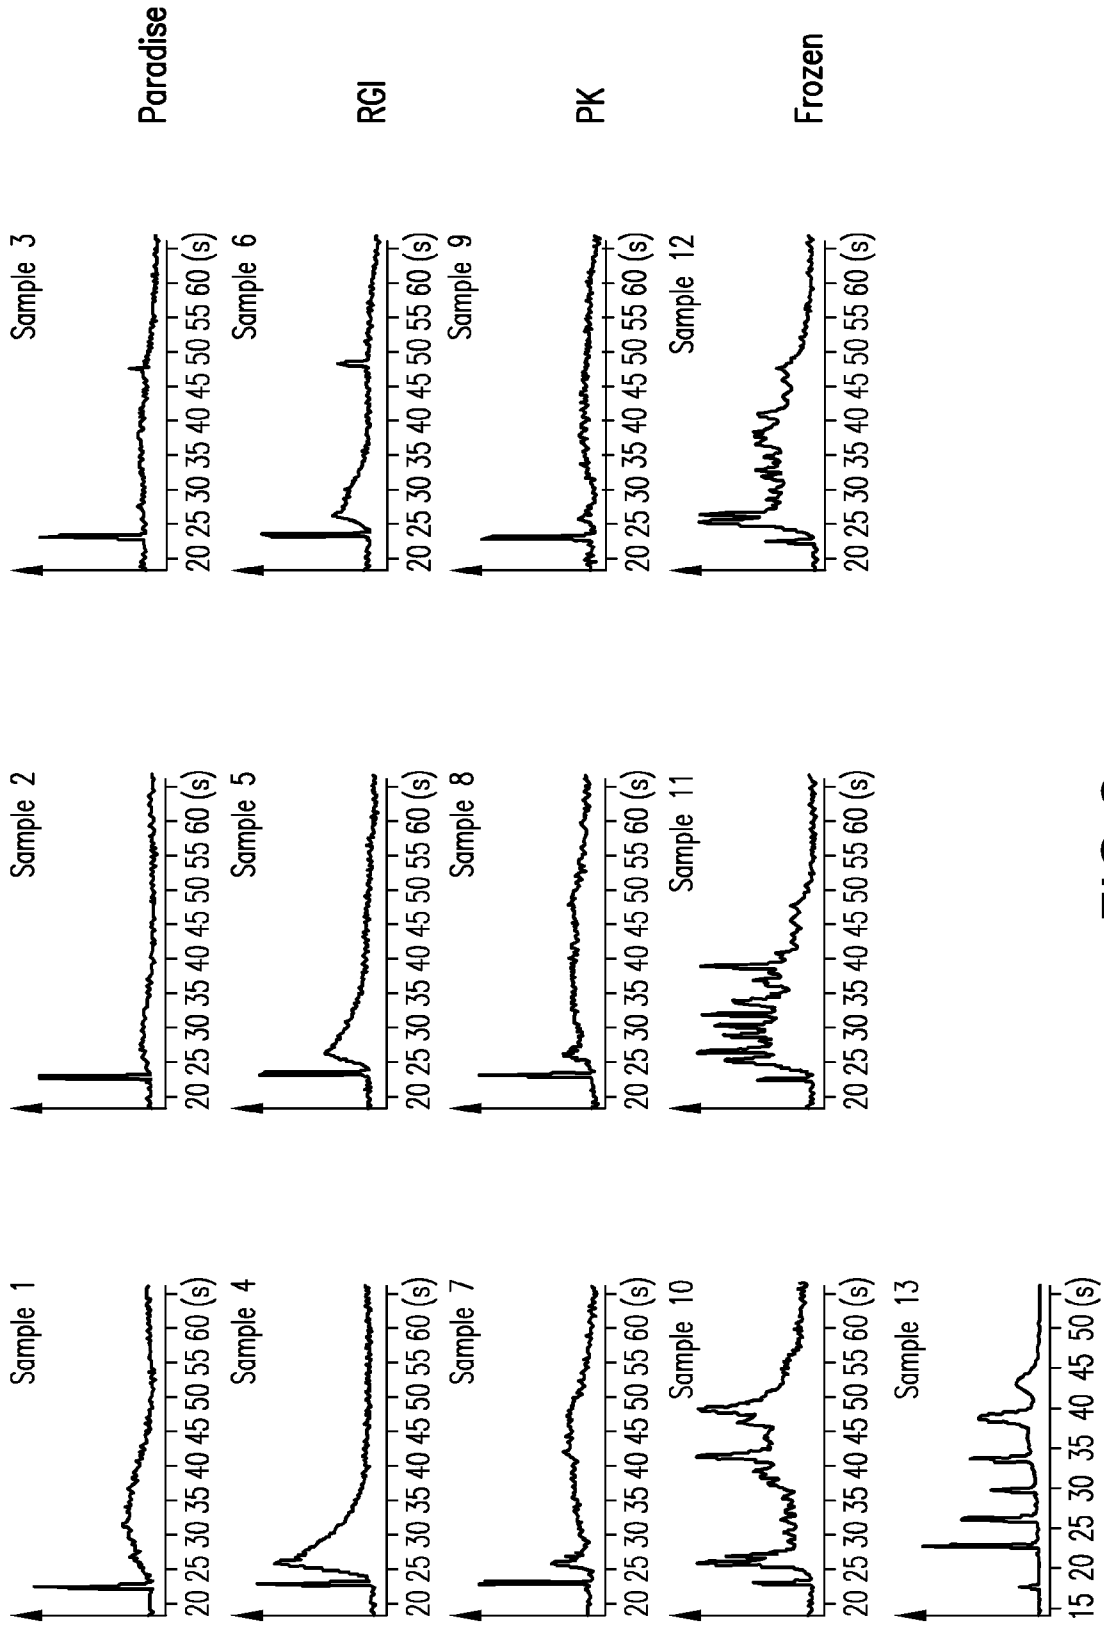 Sample 1
20 25 30 35 40 45 50 55 60 (s)
Sample 2
20 25 30 35 40 45 50 55 60 (s)
Sample 3
20 25 30 35 40 45 50 55 60 (s)
Paradise
Sample 4
20 25 30 35 40 45 50 55 60 (s)
Sample 5
20 25 30 35 40 45 50 55 60 (s)
Sample 6
20 25 30 35 40 45 50 55 60 (s)
RGI
Sample 7
20 25 30 35 40 45 50 55 60 (s)
Sample 8
20 25 30 35 40 45 50 55 60 (s)
Sample 9
20 25 30 35 40 45 50 55 60 (s)
PK
Sample 10
20 25 30 35 40 45 50 55 60 (s)
Sample 11
20 25 30 35 40 45 50 55 60 (s)
Sample 12
20 25 30 35 40 45 50 55 60 (s)
Frozen
Sample 13
15 20 25 30 35 40 45 50 (s)